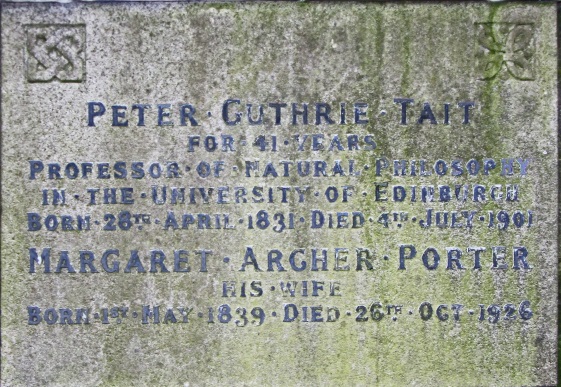 PETER · GUTHRIE · TAIT
FOR · 41 · YEARS
PROFESSOR · OF · NATURAL · PHILOSOPHY
IN · THE · UNIVERSITY · OF · EDINBURGH
BORN · 28TH · APRIL · 1831 · DIED · 4TH · JULY · 1901
MARGARET · ARCHER · PORTER
HIS · WIFE
BORN · 1ST · MAY · 1839 · DIED · 26TH · OCT · 1926